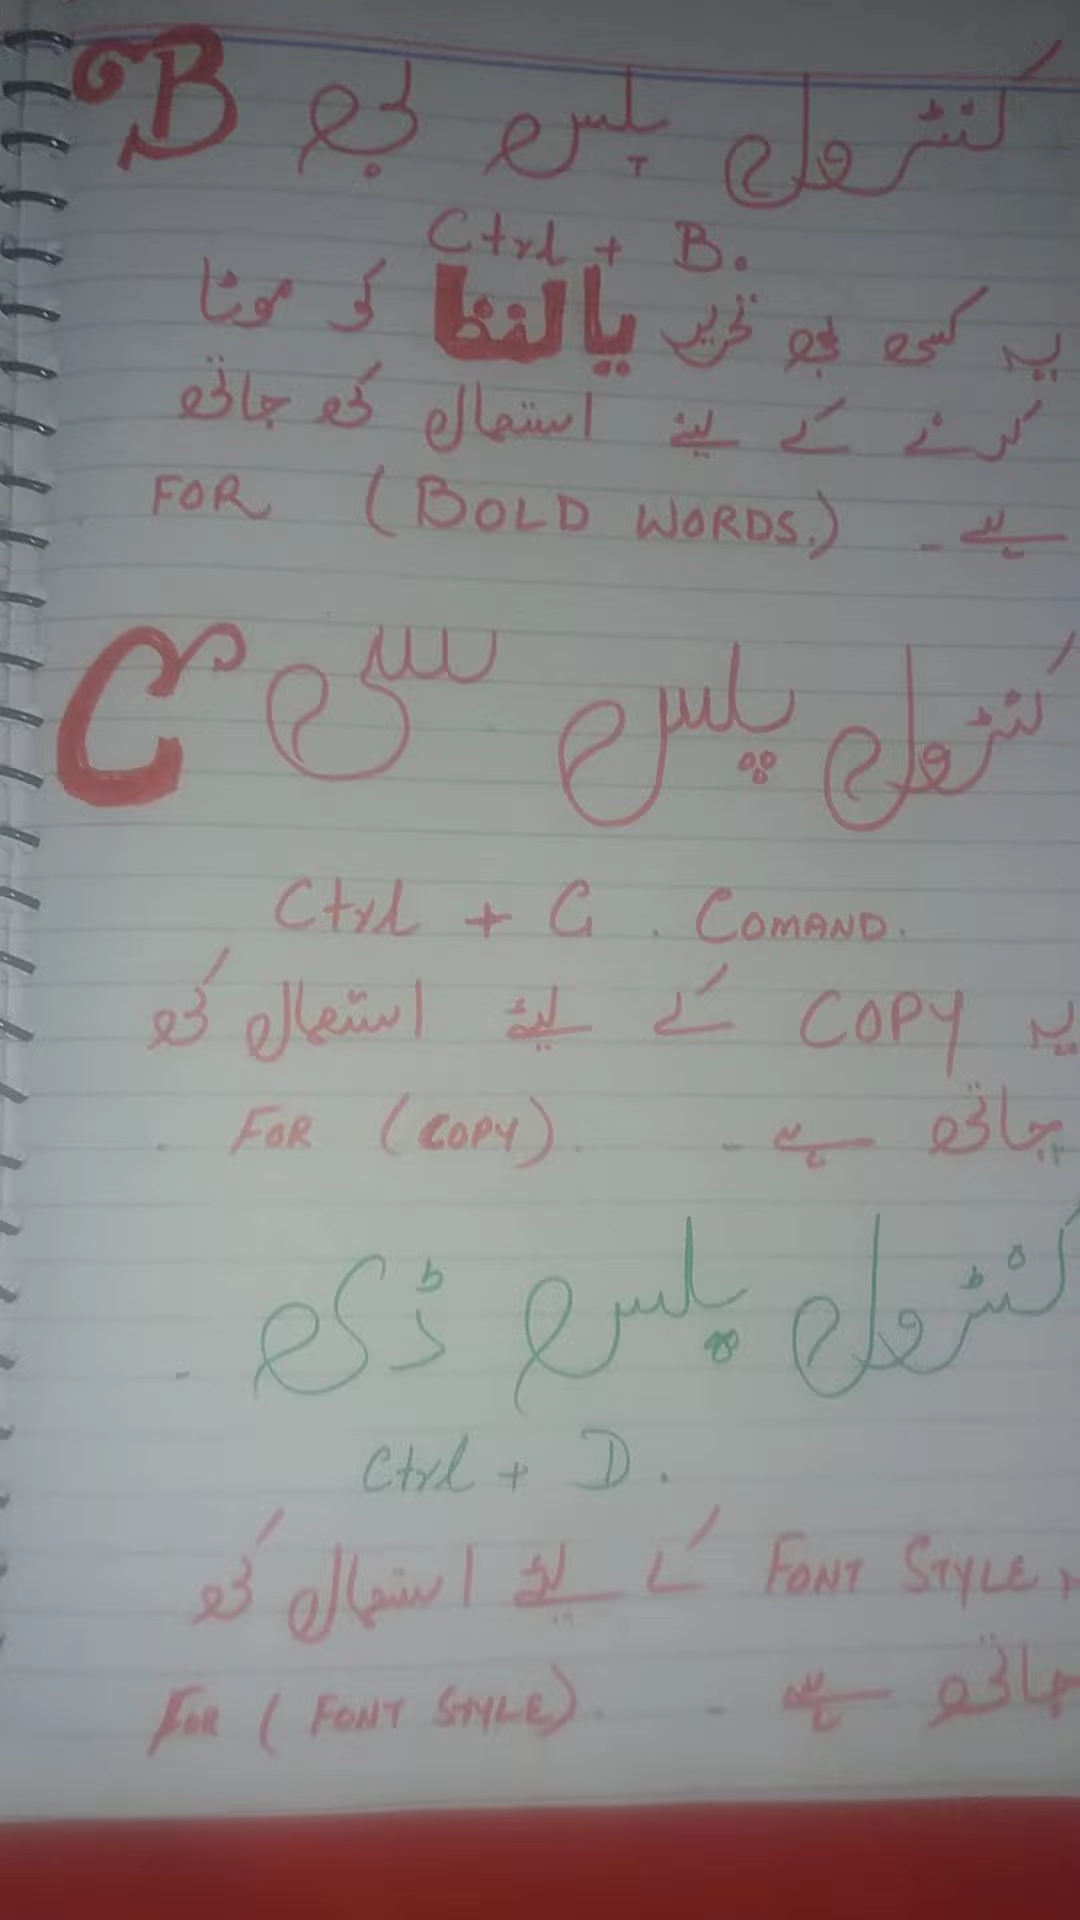 کنٹرول پلس بی B
Ctrl + B.
یہ کسی بھی تحریر یا لفظ کو موٹا
کرنے کے لیئے استعمال کی جاتی
ہے ۔ FOR (BOLD WORDS.)
کنٹرول پلس سی C
Ctrl + C . COMAND.
یہ COPY کے لیئے استعمال کی
جاتی ہے ۔ FOR (COPY).
کنٹرول پلس ڈی ۔
Ctrl + D.
FONT STYLE کے لیئے استعمال کی
جاتی ہے ۔ FOR (FONT STYLE).